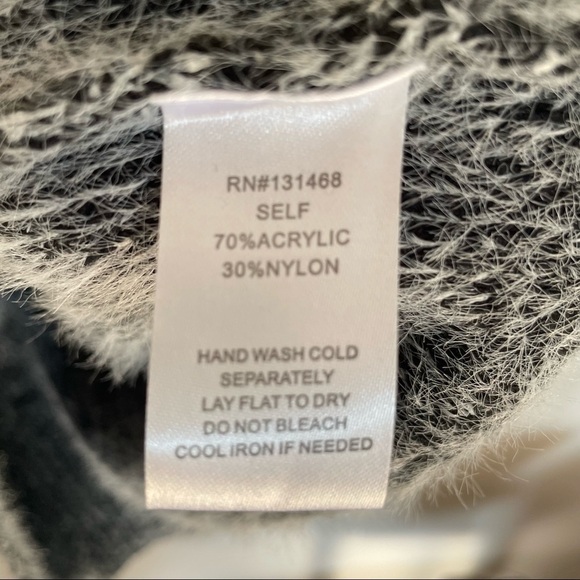 RN#131468
SELF
70%ACRYLIC
30%NYLON
HAND WASH COLD
SEPARATELY
LAY FLAT TO DRY
DO NOT BLEACH
COOL IRON IF NEEDED